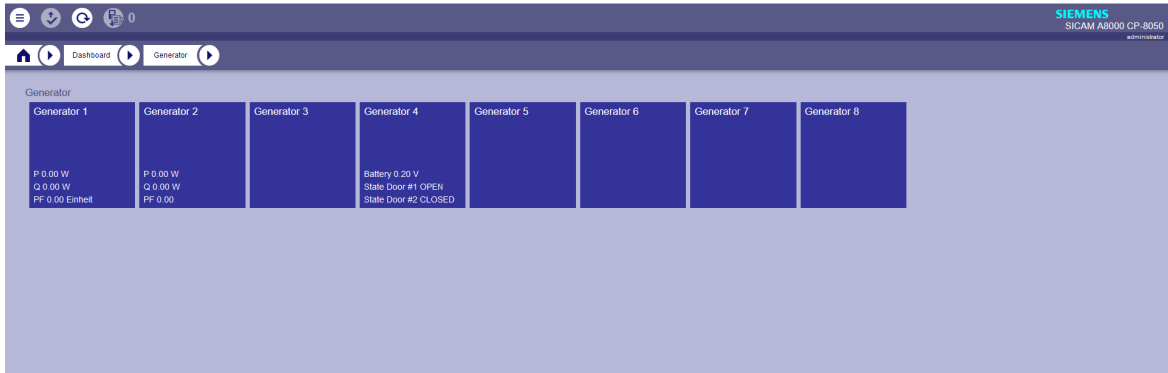 0
SIEMENS
SICAM A8000 CP-8050
administrator
Dashboard
Generator
Generator
Generator 1
P 0.00 W
Q 0.00 W
PF 0.00 Einheit
Generator 2
P 0.00 W
Q 0.00 W
PF 0.00
Generator 3
Generator 4
Battery 0.20 V
State Door #1 OPEN
State Door #2 CLOSED
Generator 5
Generator 6
Generator 7
Generator 8